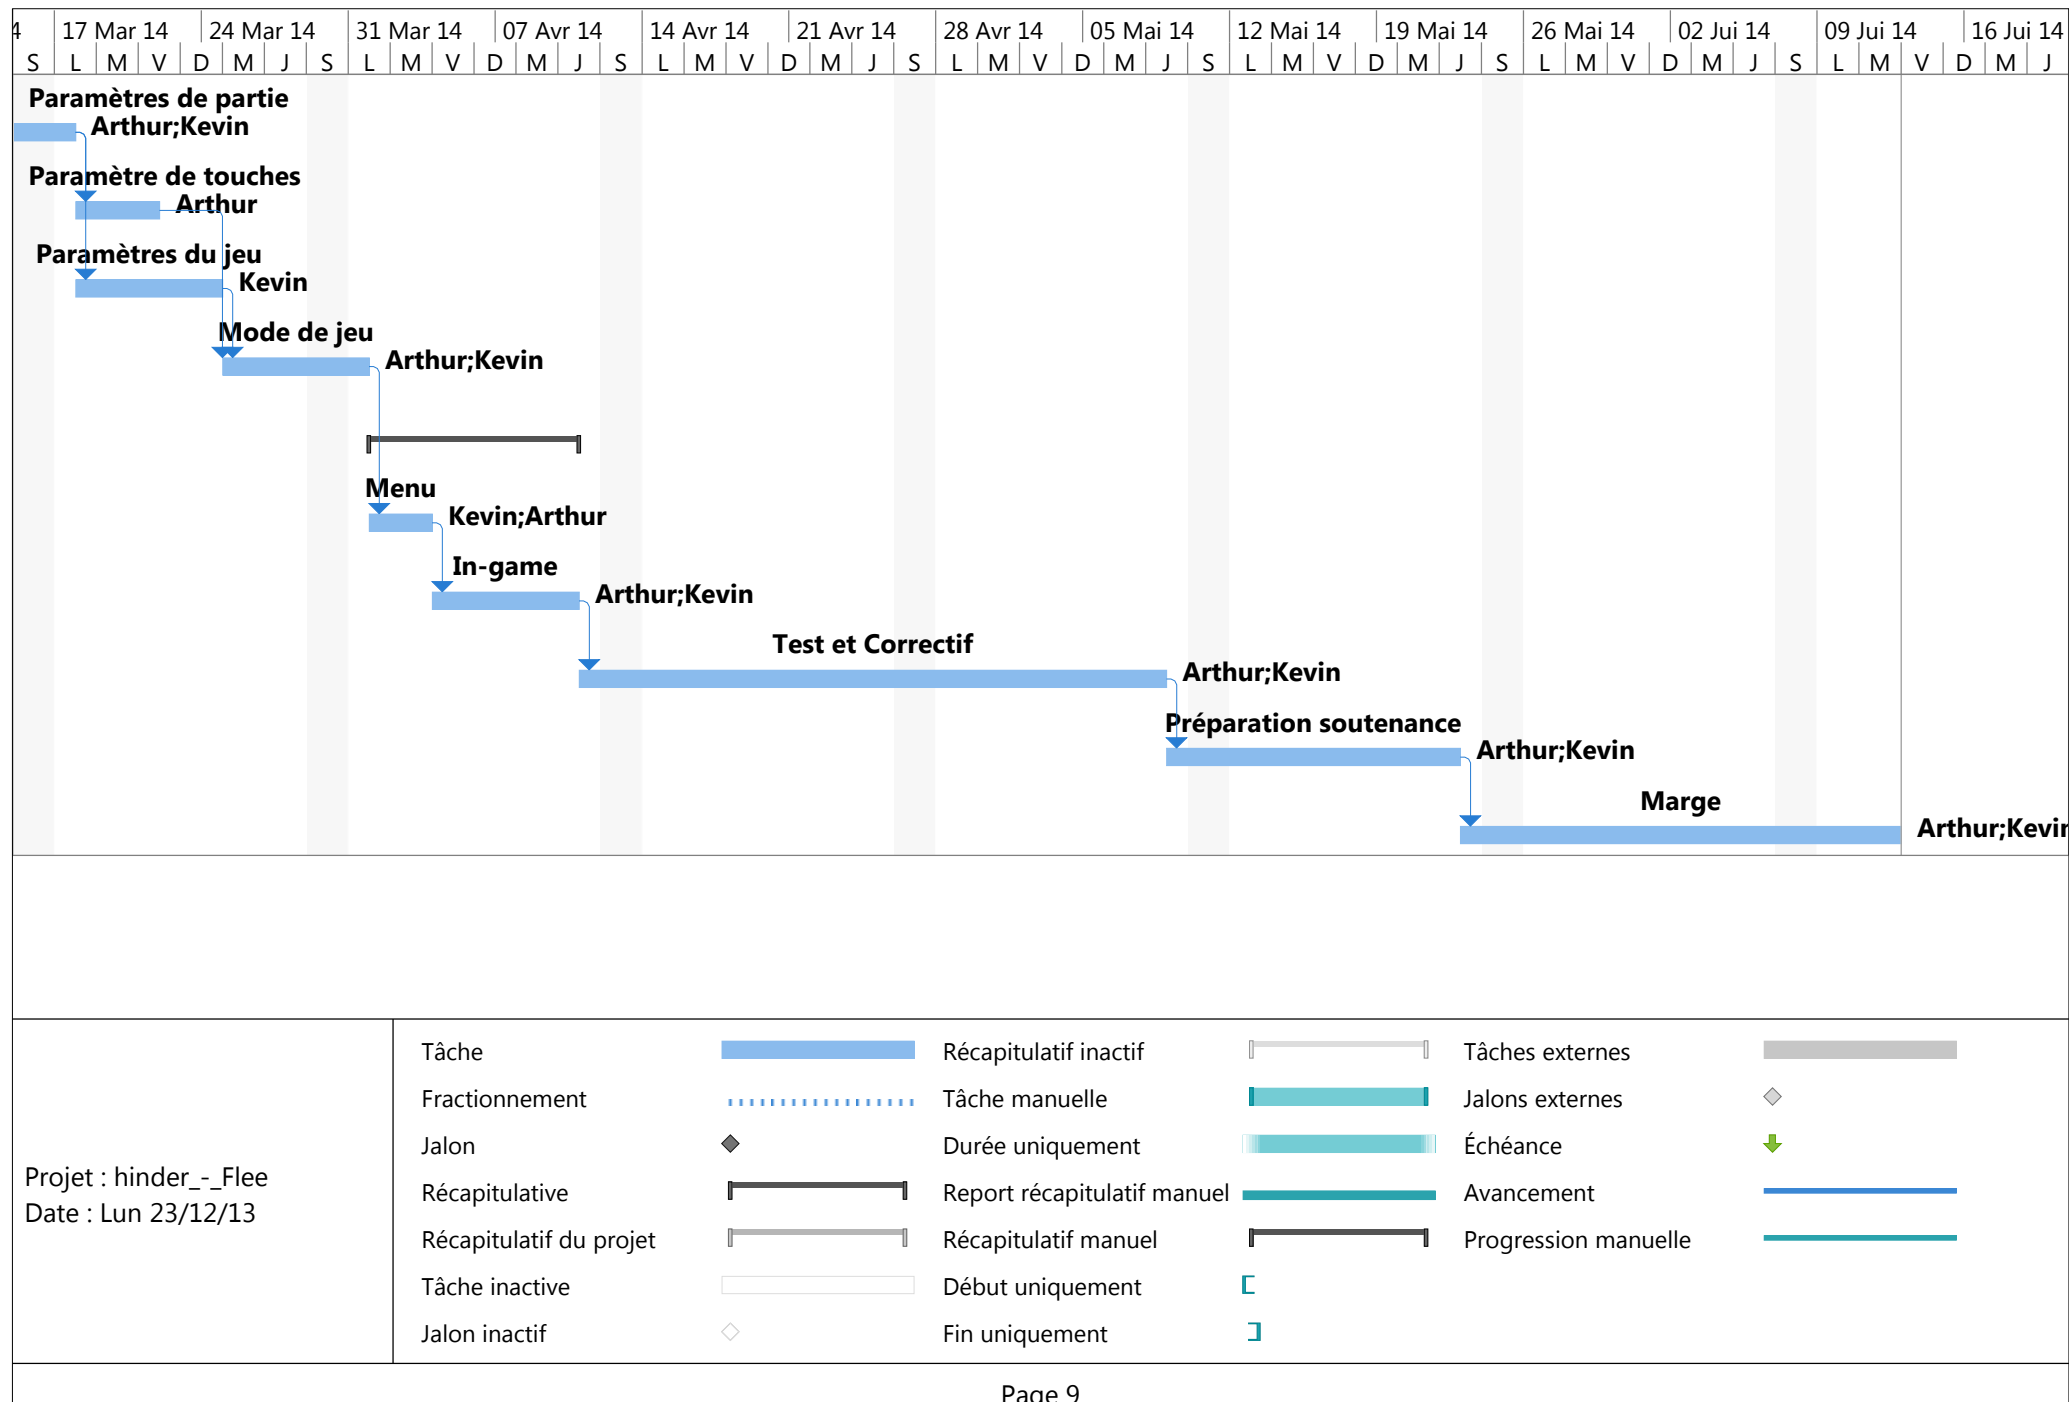 4 17 Mar 14 24 Mar 14 31 Mar 14 07 Avr 14 14 Avr 14 21 Avr 14 28 Avr 14 05 Mai 14 12 Mai 14 19 Mai 14 26 Mai 14 02 Jui 14 09 Jui 14 16 Jui 14
S L M V D M J S L M V D M J S L M V D M J S L M V D M J S L M V D M J S L M V D M J S L M V D M J
Paramètres de partie
Arthur;Kevin
Paramètre de touches
Arthur
Paramètres du jeu
Kevin
Mode de jeu
Arthur;Kevin
Menu
Kevin;Arthur
In-game
Arthur;Kevin
Test et Correctif
Arthur;Kevin
Préparation soutenance
Arthur;Kevin
Marge
Arthur;Kevin
Projet : hinder_-_Flee
Date : Lun 23/12/13
Tâche
Fractionnement
Jalon
Récapitulative
Récapitulatif du projet
Tâche inactive
Jalon inactif
Récapitulatif inactif
Tâche manuelle
Durée uniquement
Report récapitulatif manuel
Récapitulatif manuel
Début uniquement
Fin uniquement
Tâches externes
Jalons externes
Échéance
Avancement
Progression manuelle
Page 9